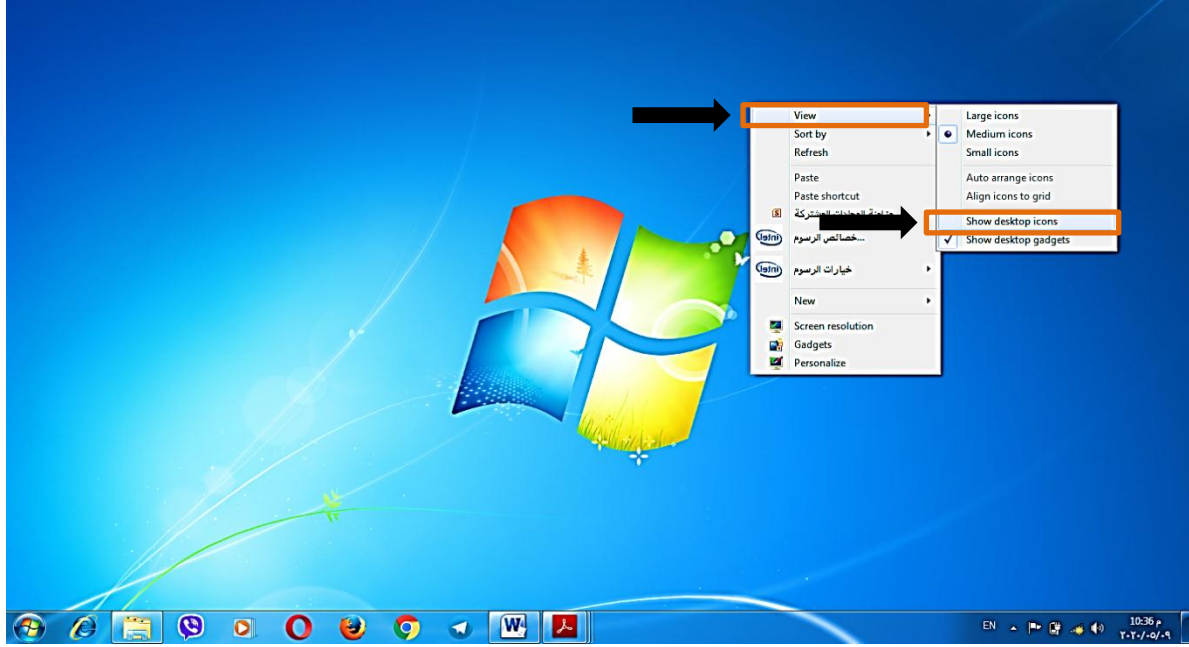 View
Sort by
Refresh
Paste
Paste shortcut
المشتركة
خصائص الرسوم...
خيارات الرسوم
New
Screen resolution
Gadgets
Personalize
Large icons
Medium icons
Small icons
Auto arrange icons
Align icons to grid
Show desktop icons
Show desktop gadgets
EN
10:36 م
٢٠٢٠/٠٥/٠٩